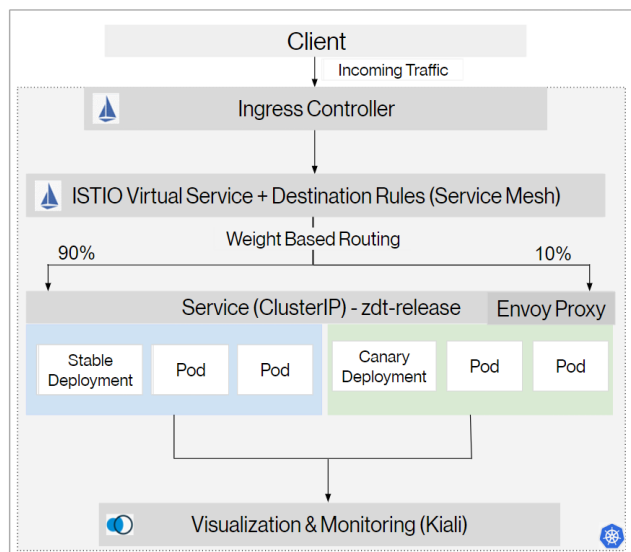 Client
Incoming Traffic
Ingress Controller
ISTIO Virtual Service + Destination Rules (Service Mesh)
Weight Based Routing
90%
10%
Service (ClusterIP) - zdt-release
Envoy Proxy
Stable
Deployment
Pod
Pod
Canary
Deployment
Pod
Pod
Visualization & Monitoring (Kiali)